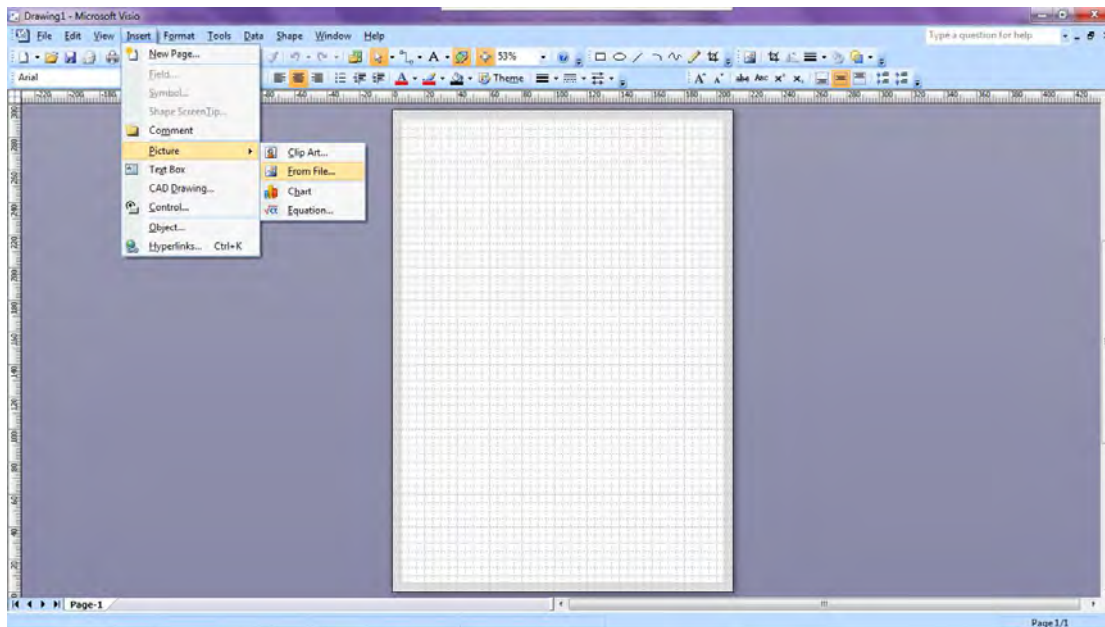 Drawing1 - Microsoft Visio
File Edit View Insert Format Tools Data Shape Window Help
Type a question for help
53%
Arial
Theme
New Page...
Field...
Symbol...
Shape ScreenTip...
Comment
Picture
Text Box
CAD Drawing...
Control...
Object...
Hyperlinks... Ctrl+K
Clip Art...
From File...
Chart
Equation...
Page-1
Page 1/1